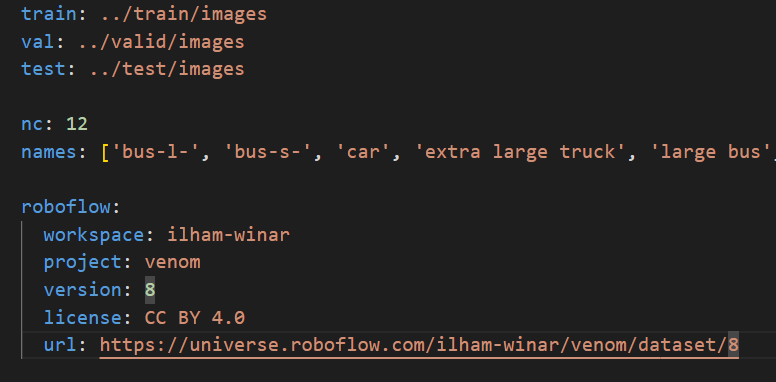 train: ../train/images
val: ../valid/images
test: ../test/images
nc: 12
names: ['bus-l-', 'bus-s-', 'car', 'extra large truck', 'large bus',
roboflow:
workspace: ilham-winar
project: venom
version: 8
license: CC BY 4.0
url: https://universe.roboflow.com/ilham-winar/venom/dataset/8